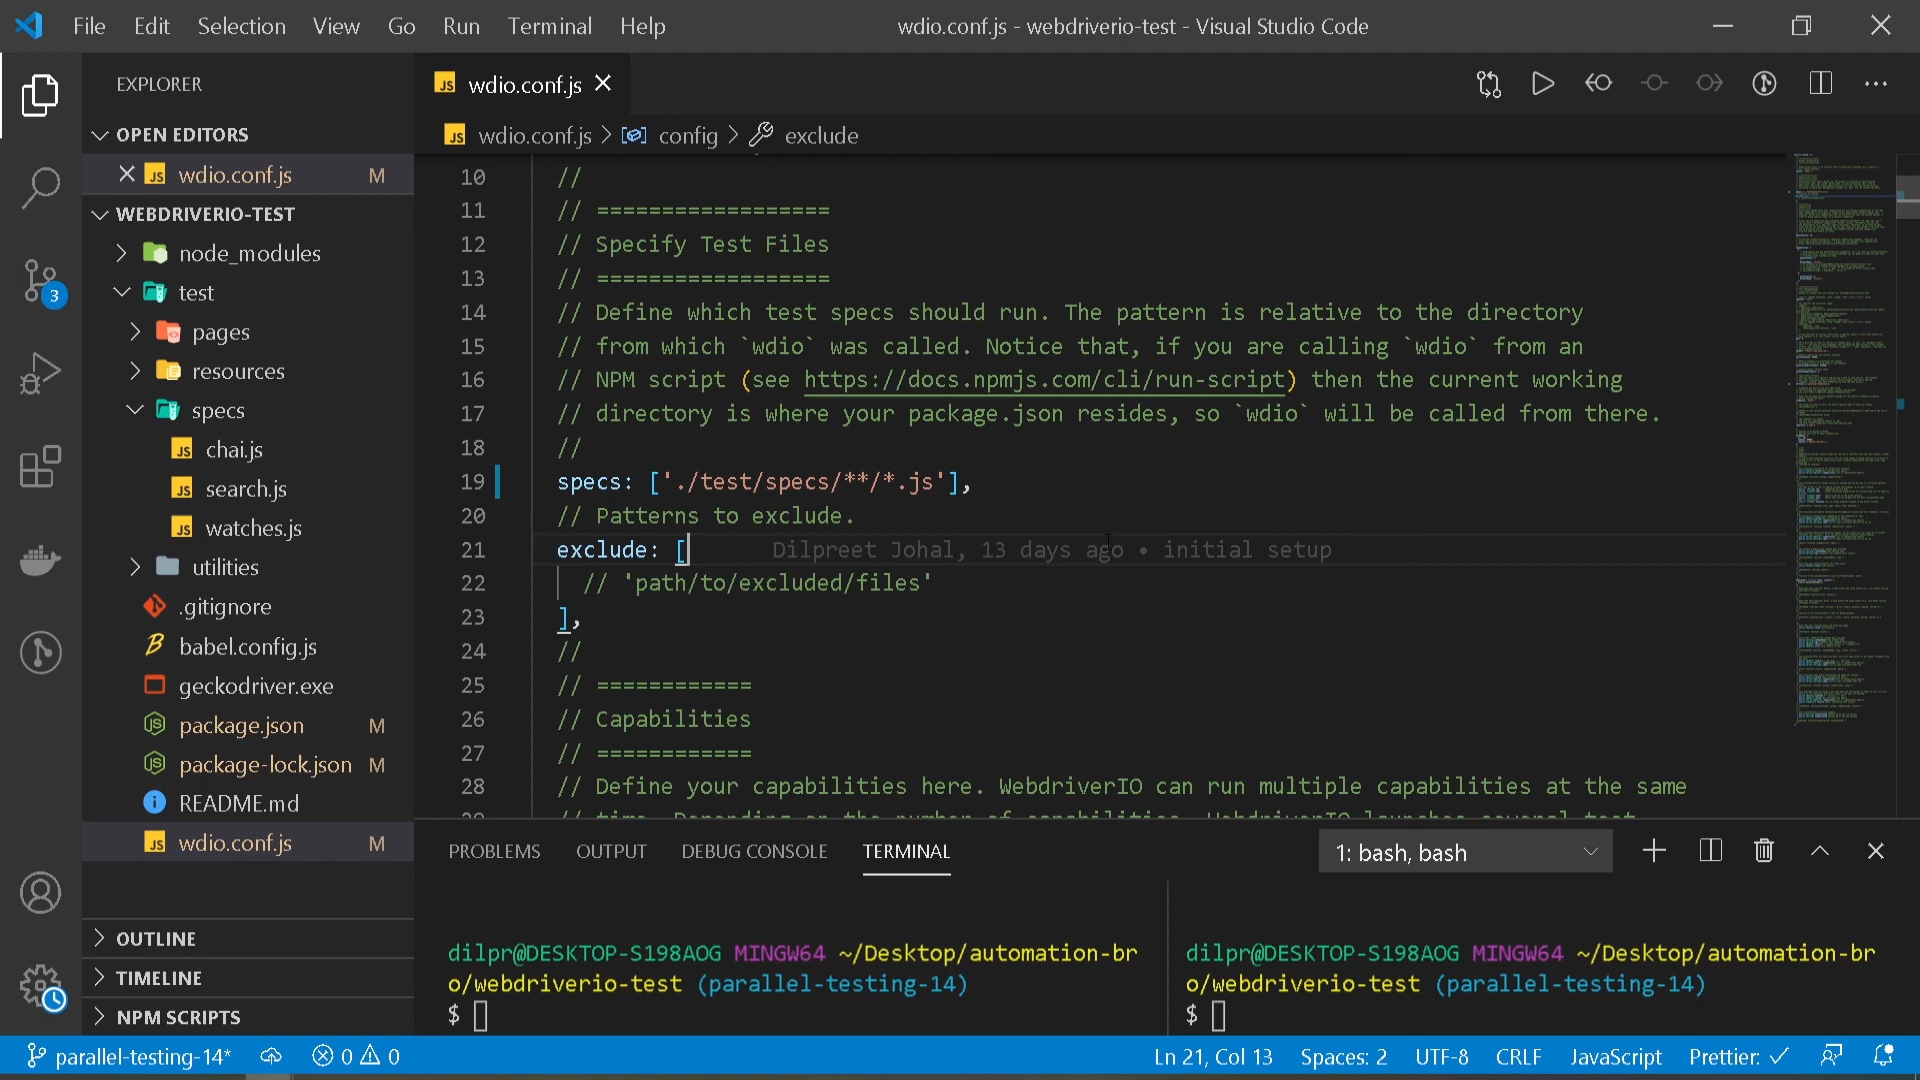 File Edit Selection View Go Run Terminal Help
wdio.conf.js - webdriverio-test - Visual Studio Code
EXPLORER
OPEN EDITORS
wdio.conf.js M
WEBDRIVERIO-TEST
node_modules
test
pages
resources
specs
chai.js
search.js
watches.js
utilities
.gitignore
babel.config.js
geckodriver.exe
package.json M
package-lock.json M
README.md
wdio.conf.js M
OUTLINE
TIMELINE
NPM SCRIPTS
3
wdio.conf.js
wdio.conf.js > config > exclude
10 //
11 // ==================
12 // Specify Test Files
13 // ==================
14 // Define which test specs should run. The pattern is relative to the directory
15 // from which `wdio` was called. Notice that, if you are calling `wdio` from an
16 // NPM script (see https://docs.npmjs.com/cli/run-script) then the current working
17 // directory is where your package.json resides, so `wdio` will be called from there.
18 //
19 specs: ['./test/specs/**/*.js'],
20 // Patterns to exclude.
21 exclude: [ Dilpreet Johal, 13 days ago • initial setup
22 // 'path/to/excluded/files'
23 ],
24 //
25 // ============
26 // Capabilities
27 // ============
28 // Define your capabilities here. WebdriverIO can run multiple capabilities at the same
PROBLEMS OUTPUT DEBUG CONSOLE TERMINAL
1: bash, bash
dilpr@DESKTOP-S198AOG MINGW64 ~/Desktop/automation-br
o/webdriverio-test (parallel-testing-14)
$
dilpr@DESKTOP-S198AOG MINGW64 ~/Desktop/automation-br
o/webdriverio-test (parallel-testing-14)
$
parallel-testing-14* 0 0
Ln 21, Col 13 Spaces: 2 UTF-8 CRLF JavaScript Prettier: ✓